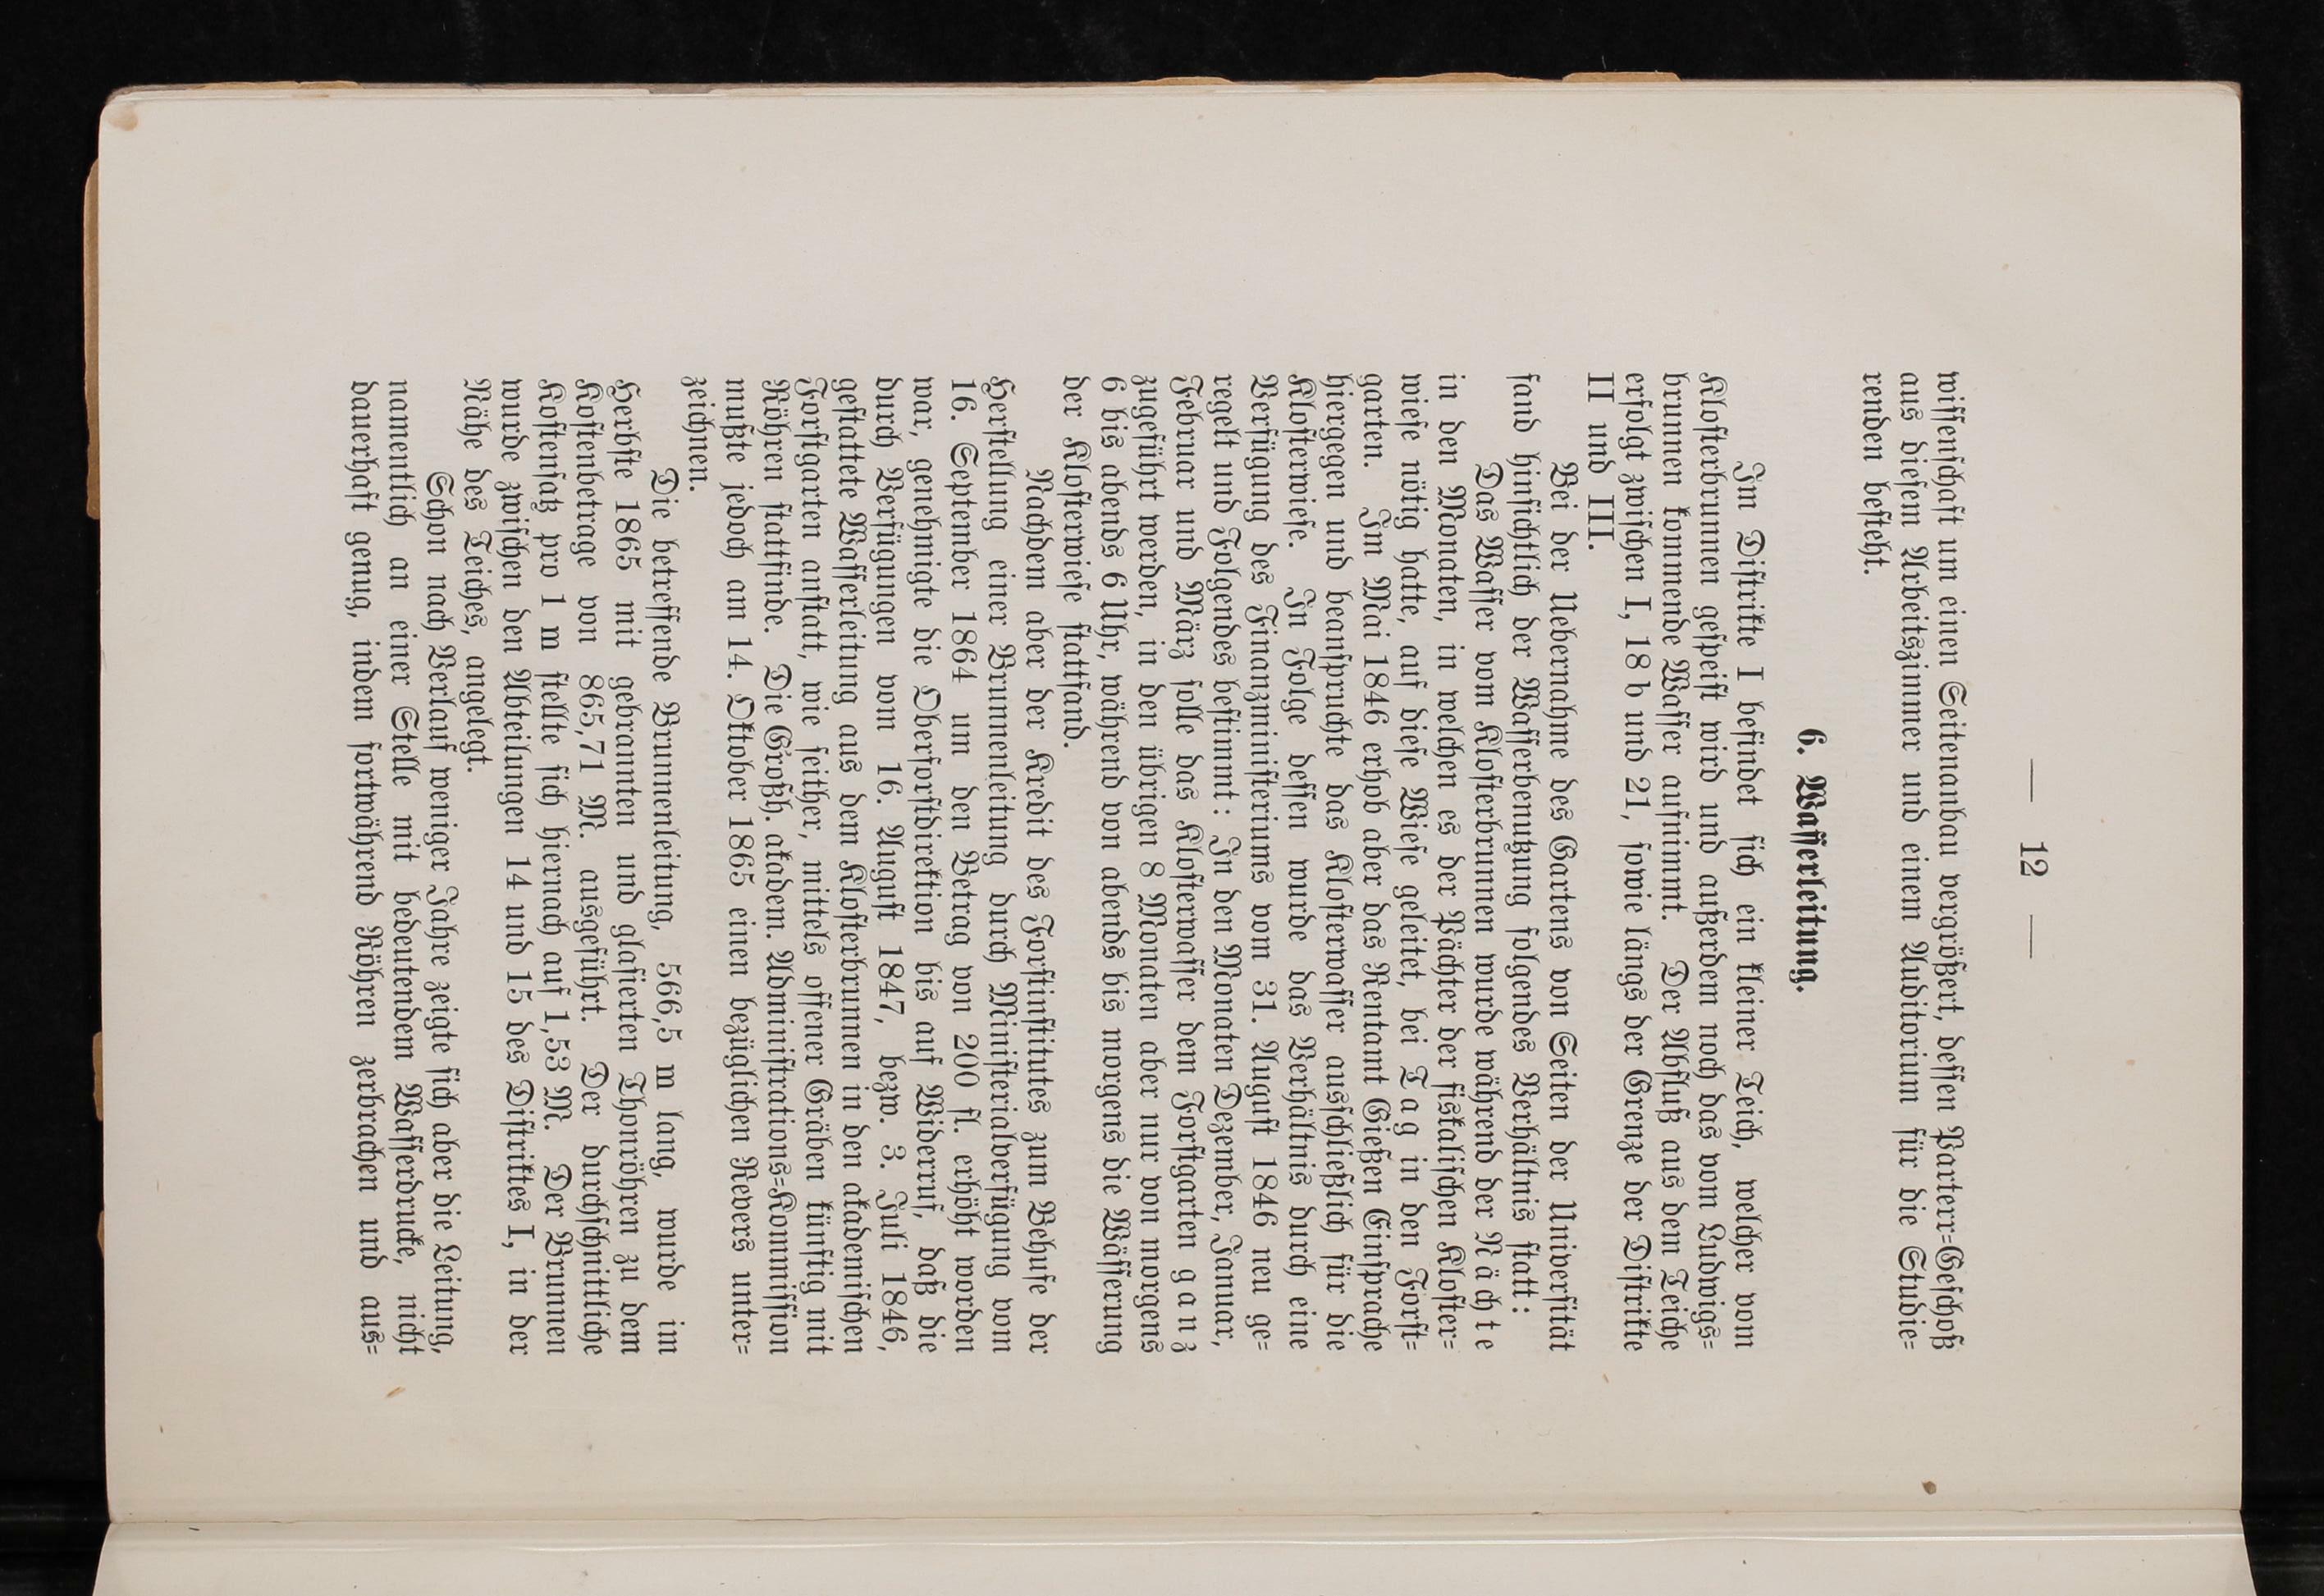 — 12 —
wissenschaft um einen Seitenanbau vergrößert, dessen Parterr=Geschoß
aus diesem Arbeitszimmer und einem Auditorium für die Studie=
renden besteht.
6. Wasserleitung.
Im Distrikte I befindet sich ein kleiner Teich, welcher vom
Klosterbrunnen gespeist wird und außerdem noch das vom Ludwigs=
brunnen kommende Wasser aufnimmt. Der Abfluß aus dem Teiche
erfolgt zwischen I, 18 b und 21, sowie längs der Grenze der Distrikte
II und III.
Bei der Uebernahme des Gartens von Seiten der Universität
fand hinsichtlich der Wasserbenutzung folgendes Verhältnis statt:
Das Wasser vom Klosterbrunnen wurde während der Nächte
in den Monaten, in welchen es der Pächter der fiskalischen Kloster=
wiese nötig hatte, auf diese Wiese geleitet, bei Tag in den Forst=
garten. Im Mai 1846 erhob aber das Rentamt Gießen Einsprache
hiergegen und beanspruchte das Klosterwasser ausschließlich für die
Klosterwiese. In Folge dessen wurde das Verhältnis durch eine
Verfügung des Finanzministeriums vom 31. August 1846 neu ge=
regelt und Folgendes bestimmt: In den Monaten Dezember, Januar,
Februar und März solle das Klosterwasser dem Forstgarten ganz
zugeführt werden, in den übrigen 8 Monaten aber nur von morgens
6 bis abends 6 Uhr, während von abends bis morgens die Wässerung
der Klosterwiese stattfand.
Nachdem aber der Kredit des Forstinstitutes zum Behufe der
Herstellung einer Brunnenleitung durch Ministerialverfügung vom
16. September 1864 um den Betrag von 200 fl. erhöht worden
war, genehmigte die Oberforstdirektion bis auf Widerruf, daß die
durch Verfügungen vom 16. August 1847, bezw. 3. Juli 1846,
gestattete Wasserleitung aus dem Klosterbrunnen in den akademischen
Forstgarten anstatt, wie seither, mittels offener Gräben künftig mit
Röhren stattfinde. Die Großh. akadem. Administrations=Kommission
mußte jedoch am 14. Oktober 1865 einen bezüglichen Revers unter=
zeichnen.
Die betreffende Brunnenleitung, 566,5 m lang, wurde im
Herbste 1865 mit gebrannten und glasierten Thonröhren zu dem
Kostenbetrage von 865,71 M. ausgeführt. Der durchschnittliche
Kostensatz pro 1 m stellte sich hiernach auf 1,53 M. Der Brunnen
wurde zwischen den Abteilungen 14 und 15 des Distriktes I, in der
Nähe des Teiches, angelegt.
Schon nach Verlauf weniger Jahre zeigte sich aber die Leitung,
namentlich an einer Stelle mit bedeutendem Wasserdrucke, nicht
dauerhaft genug, indem fortwährend Röhren zerbrachen und aus=